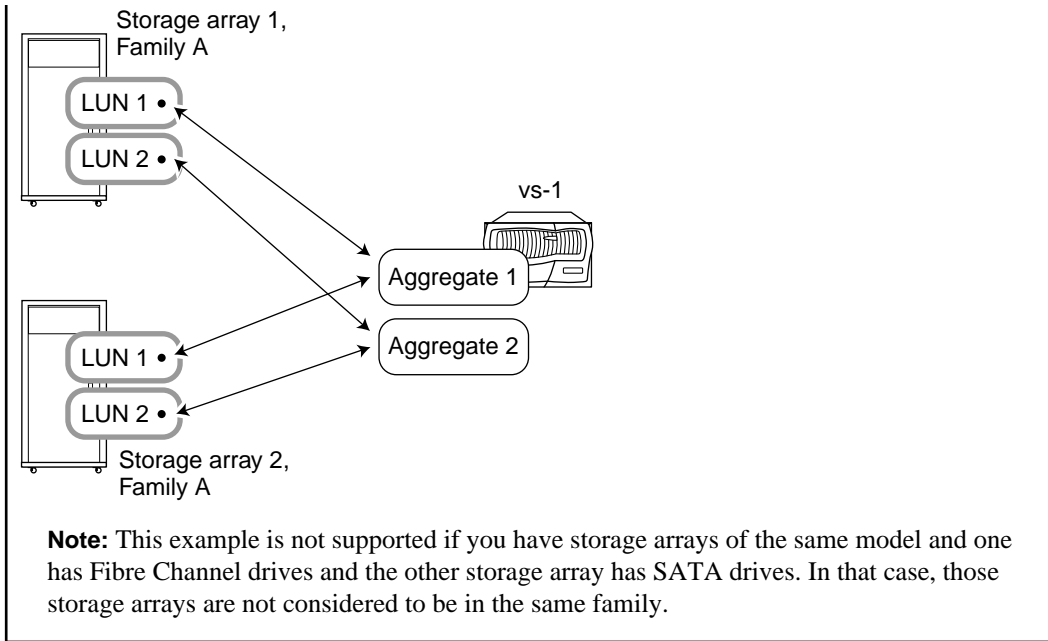 Storage array 1,
Family A
LUN 1
LUN 2
vs-1
Aggregate 1
Aggregate 2
LUN 1
LUN 2
Storage array 2,
Family A
Note: This example is not supported if you have storage arrays of the same model and one
has Fibre Channel drives and the other storage array has SATA drives. In that case, those
storage arrays are not considered to be in the same family.